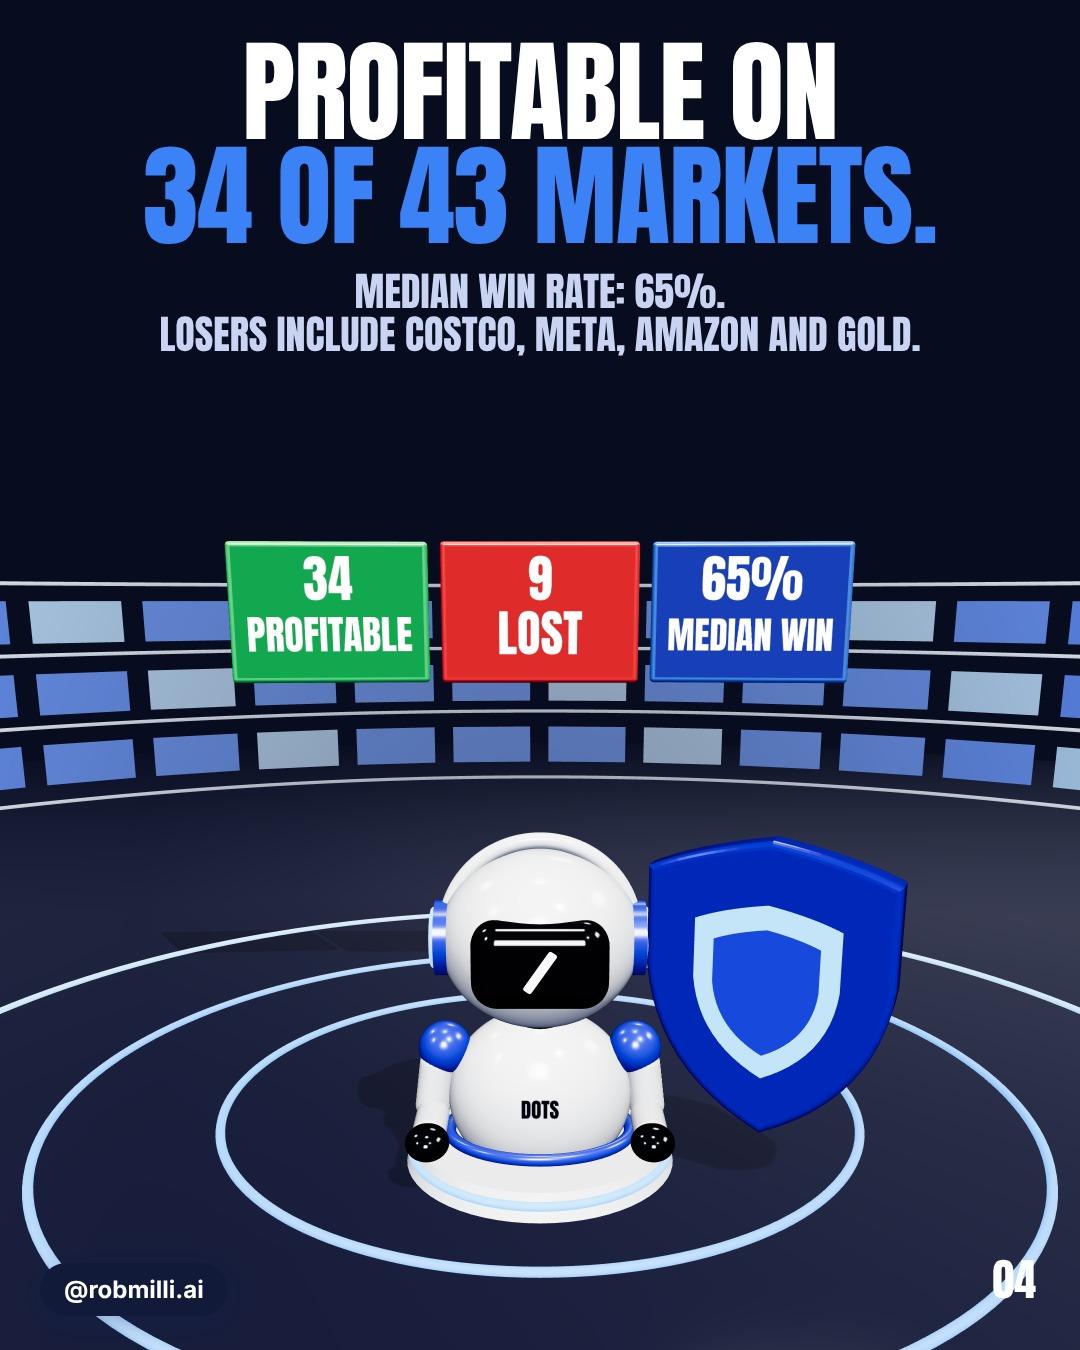 PROFITABLE ON
34 OF 43 MARKETS.
MEDIAN WIN RATE: 65%.
LOSERS INCLUDE COSTCO, META, AMAZON AND GOLD.
34
PROFITABLE
9
LOST
65%
MEDIAN WIN
DOTS
@robmilli.ai
04